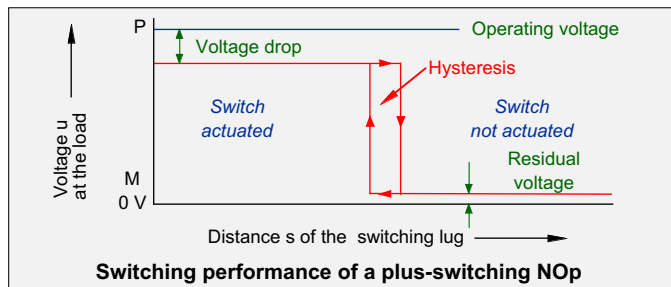 P
Operating voltage
Voltage drop
Hysteresis
Switch
actuated
Switch
not actuated
Voltage u
at the load
Residual
voltage
M
0 V
Distance s of the switching lug
Switching performance of a plus-switching NOp